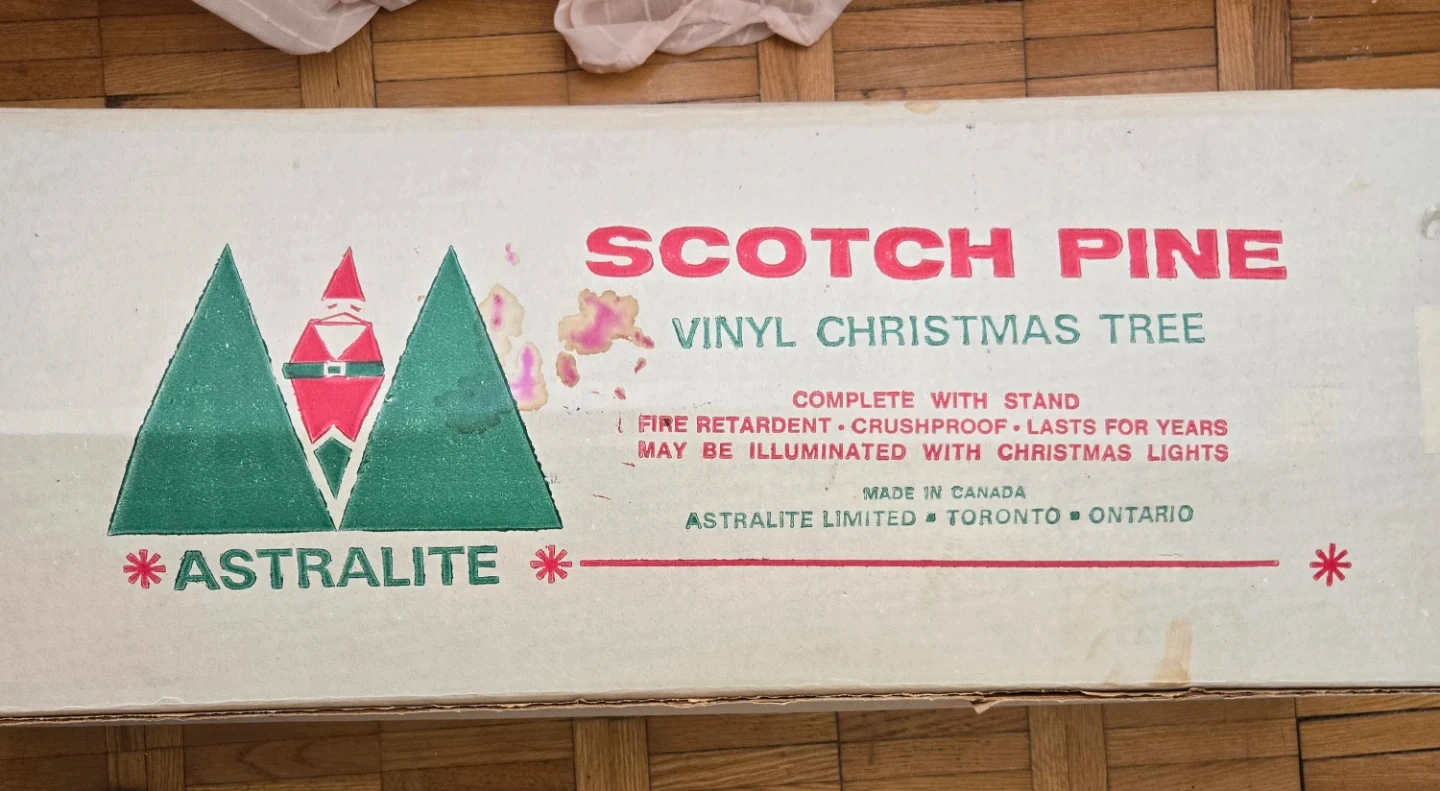 SCOTCH PINE
VINYL CHRISTMAS TREE
COMPLETE WITH STAND
FIRE RETARDENT • CRUSHPROOF • LASTS FOR YEARS
MAY BE ILLUMINATED WITH CHRISTMAS LIGHTS
MADE IN CANADA
ASTRALITE LIMITED ▪ TORONTO ▪ ONTARIO
ASTRALITE